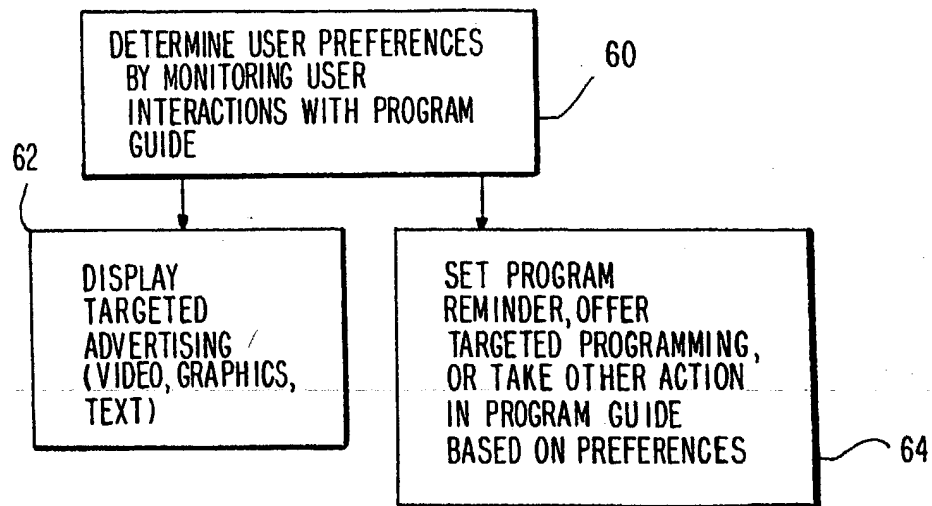 DETERMINE USER PREFERENCES
BY MONITORING USER
INTERACTIONS WITH PROGRAM
GUIDE
60
62
DISPLAY
TARGETED
ADVERTISING
(VIDEO, GRAPHICS,
TEXT)
SET PROGRAM
REMINDER, OFFER
TARGETED PROGRAMMING,
OR TAKE OTHER ACTION
IN PROGRAM GUIDE
BASED ON PREFERENCES
64